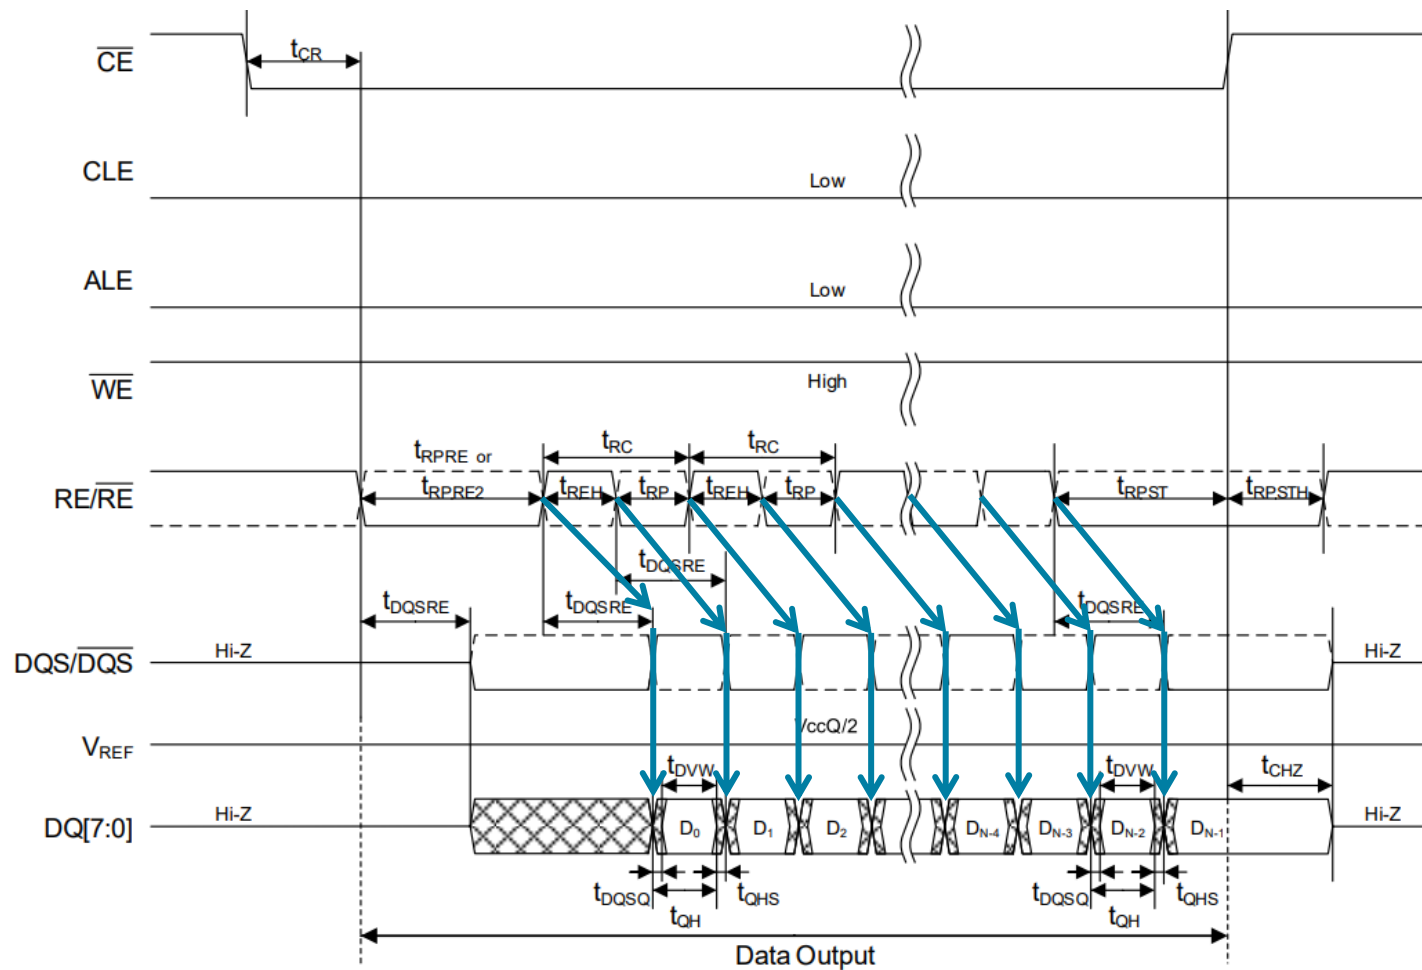 CE
tCR
CLE
Low
ALE
Low
WE
High
tRPRE or
tRC
tRC
RE/RE
tRPRE2
tREH
tRP
tREH
tRP
tRPST
tRPSTH
tDQSRE
tDQSRE
tDQSRE
tDQSRE
DQS/DQS
Hi-Z
Hi-Z
VREF
VccQ/2
tDVW
tDVW
tCHZ
DQ[7:0]
Hi-Z
D0
D1
D2
DN-4
DN-3
DN-2
DN-1
Hi-Z
tDQSQ
tQHS
tDQSQ
tQHS
tQH
tQH
Data Output